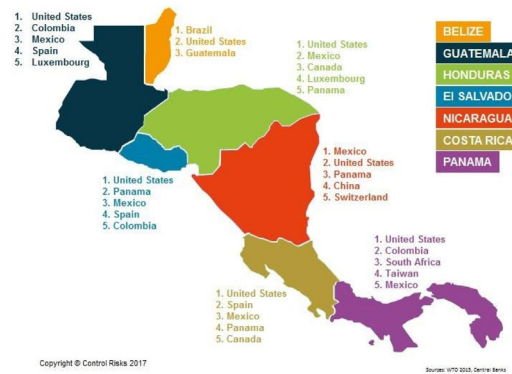 1. United States
2. Colombia
3. Mexico
4. Spain
5. Luxembourg
1. Brazil
2. United States
3. Guatemala
1. United States
2. Mexico
3. Canada
4. Luxembourg
5. Panama
BELIZE
GUATEMALA
HONDURAS
El SALVADO
NICARAGUA
COSTA RICA
PANAMA
1. Mexico
2. United States
3. Panama
4. China
5. Switzerland
1. United States
2. Panama
3. Mexico
4. Spain
5. Colombia
1. United States
2. Colombia
3. South Africa
4. Taiwan
5. Mexico
1. United States
2. Spain
3. Mexico
4. Panama
5. Canada
Copyright © Control Risks 2017
Sources: WTO 2015, Central Banks